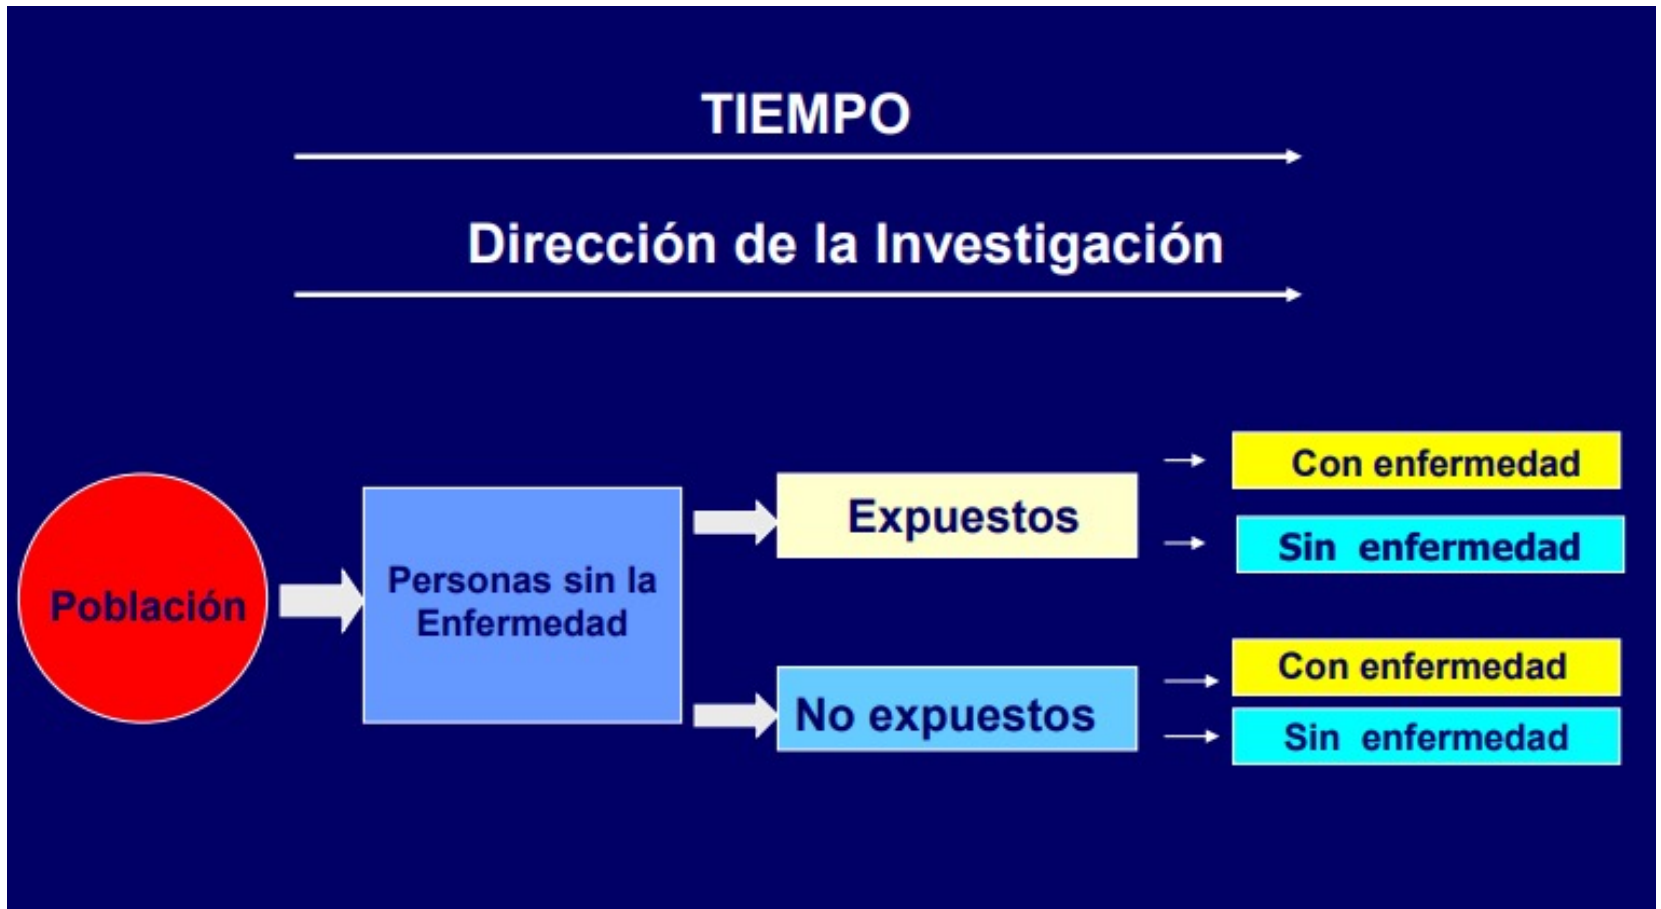 TIEMPO
Dirección de la Investigación
Población
Personas sin la
Enfermedad
Expuestos
No expuestos
Con enfermedad
Sin enfermedad
Con enfermedad
Sin enfermedad